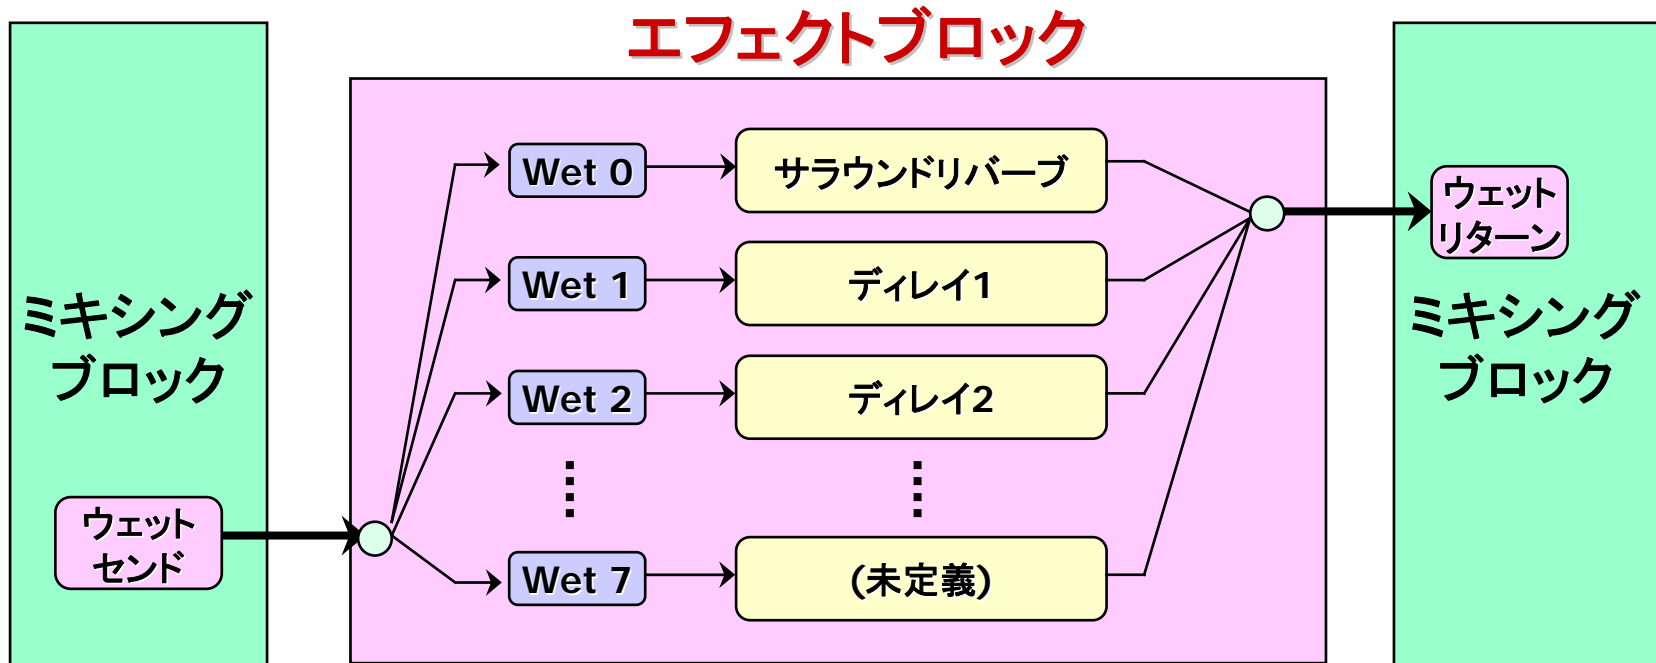 エフェクトブロック
ミキシング
ブロック
ウェット
センド
Wet 0
サラウンドリバーブ
Wet 1
ディレイ1
Wet 2
ディレイ2
Wet 7
(未定義)
ウェット
リターン
ミキシング
ブロック